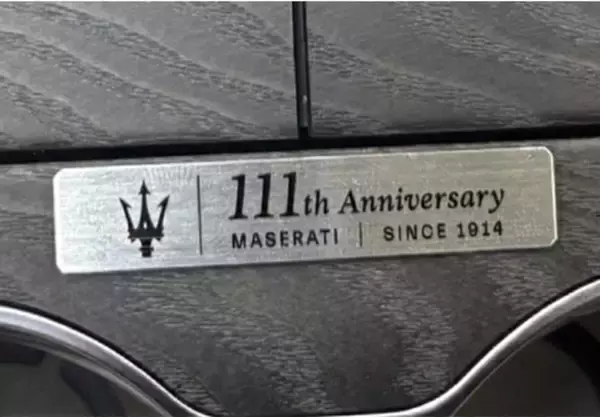 111th Anniversary
MASERATI | SINCE 1914